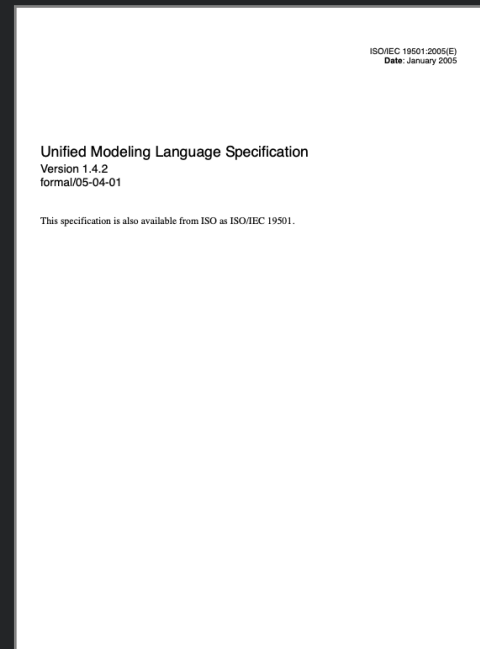 ISO/IEC 19501:2005(E)
Date: January 2005
Unified Modeling Language Specification
Version 1.4.2
formal/05-04-01
This specification is also available from ISO as ISO/IEC 19501.